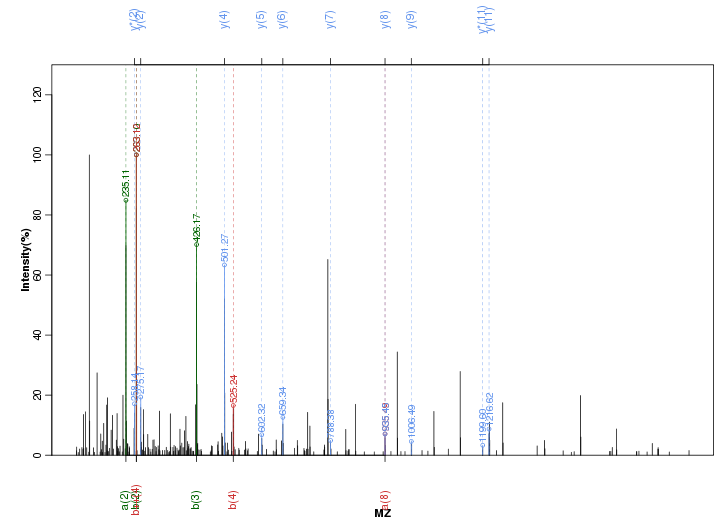 y*(2)
y(2)
y(4)
y(5)
y(6)
y(7)
y(8)
y(9)
y*(11)
y(11)
Intensity(%)
0
20
40
60
80
100
120
235.11
263.10
258.14
275.17
426.17
501.27
525.24
602.32
659.34
788.38
935.48
1006.49
1199.60
1216.62
a(2)
b(2)
b(3)
b(4)
a(8)
MZ